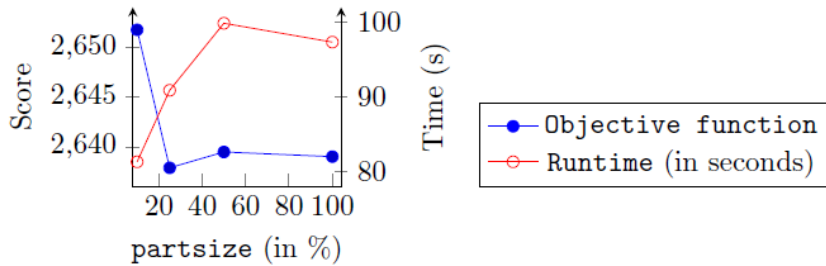 Score
2,650
2,645
2,640
100
90
80
Time (s)
20 40 60 80 100
partsize (in %)
Objective function
Runtime (in seconds)